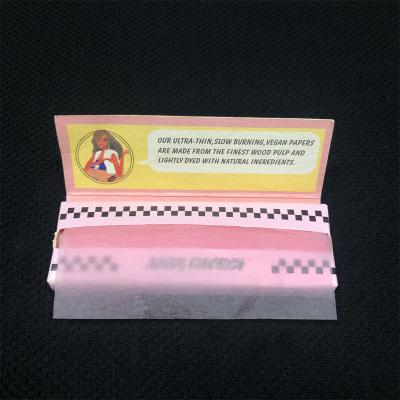 OUR ULTRA-THIN, SLOW BURNING, VEGAN PAPERS
ARE MADE FROM THE FINEST WOOD PULP AND
LIGHTLY DYED WITH NATURAL INGREDIENTS.